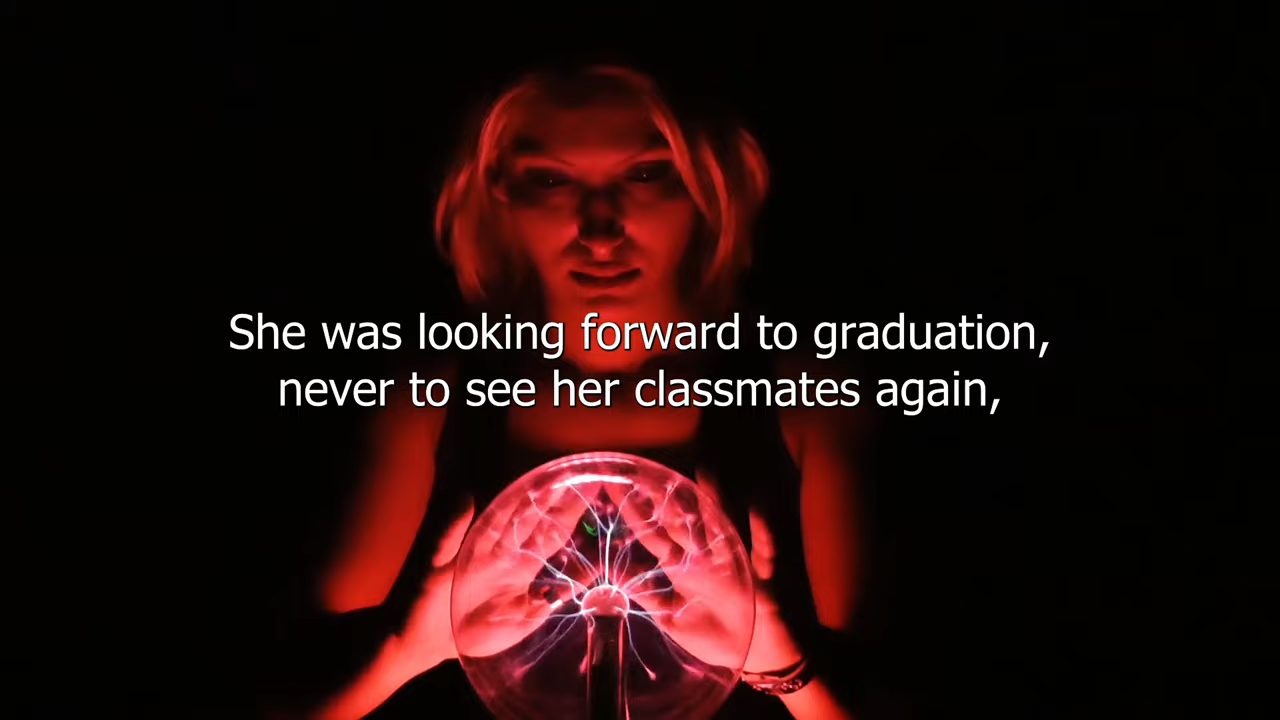 She was looking forward to graduation,
never to see her classmates again,